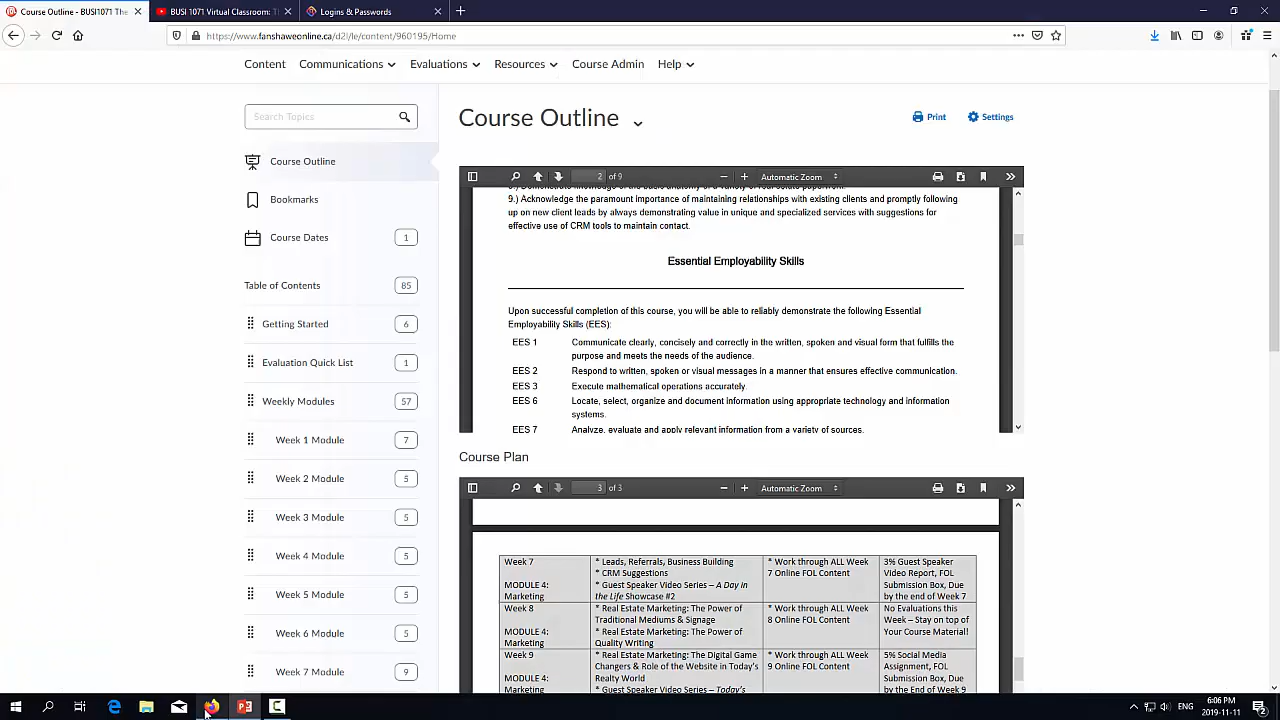 Course Outline - BUSI1071 The
BUSI 1071 Virtual Classroom: T
Logins & Passwords
https://www.fanshaweonline.ca/d2l/le/content/960195/Home
Content
Communications
Evaluations
Resources
Course Admin
Help
Search Topics
Course Outline
Bookmarks
Course Dates 1
Table of Contents 85
Getting Started 6
Evaluation Quick List 1
Weekly Modules 57
Week 1 Module 7
Week 2 Module 5
Week 3 Module 5
Week 4 Module 5
Week 5 Module 5
Week 6 Module 5
Week 7 Module 9
Course Outline
Print
Settings
2 of 9
Automatic Zoom
9.) Acknowledge the paramount importance of maintaining relationships with existing clients and promptly following
up on new client leads by always demonstrating value in unique and specialized services with suggestions for
effective use of CRM tools to maintain contact.
Essential Employability Skills
Upon successful completion of this course, you will be able to reliably demonstrate the following Essential
Employability Skills (EES):
EES 1 Communicate clearly, concisely and correctly in the written, spoken and visual form that fulfills the
purpose and meets the needs of the audience.
EES 2 Respond to written, spoken or visual messages in a manner that ensures effective communication.
EES 3 Execute mathematical operations accurately.
EES 6 Locate, select, organize and document information using appropriate technology and information
systems.
EES 7 Analyze, evaluate and apply relevant information from a variety of sources.
Course Plan
3 of 3
Automatic Zoom
Week 7
MODULE 4:
Marketing
* Leads, Referrals, Business Building
* CRM Suggestions
* Guest Speaker Video Series – A Day in
the Life Showcase #2
* Work through ALL Week
7 Online FOL Content
3% Guest Speaker
Video Report, FOL
Submission Box, Due
by the end of Week 7
Week 8
MODULE 4:
Marketing
* Real Estate Marketing: The Power of
Traditional Mediums & Signage
* Real Estate Marketing: The Power of
Quality Writing
* Work through ALL Week
8 Online FOL Content
No Evaluations this
Week – Stay on top of
Your Course Material!
Week 9
MODULE 4:
Marketing
* Real Estate Marketing: The Digital Game
Changers & Role of the Website in Today's
Realty World
* Guest Speaker Video Series – Today's
* Work through ALL Week
9 Online FOL Content
5% Social Media
Assignment, FOL
Submission Box, Due
by the End of Week 9
ENG
6:06 PM
2019-11-11
2